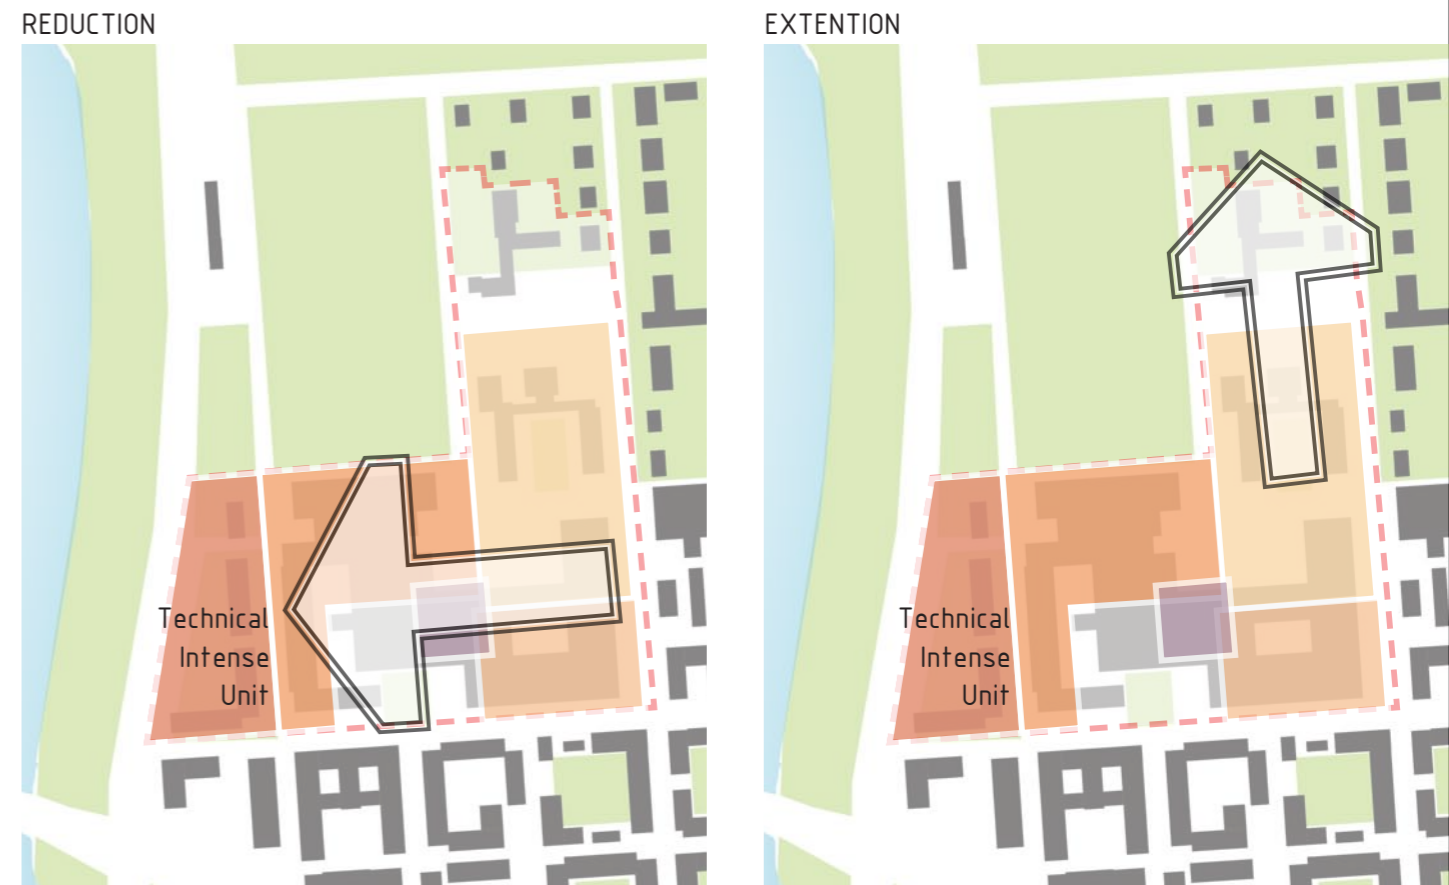 REDUCTION
Technical
Intense
Unit
EXTENTION
Technical
Intense
Unit